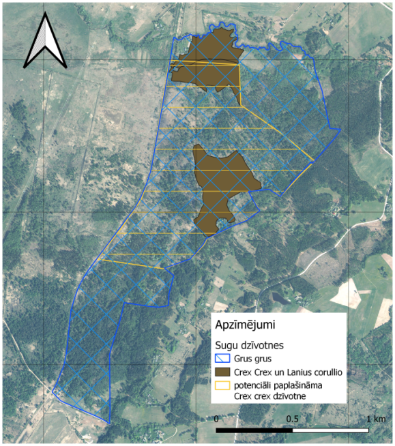 Apzīmējumi
Sugu dzīvotnes
Grus grus
Crex Crex un Lanius corullio
potenciāli paplašināma
Crex crex dzīvotne
0 0.5 1 km